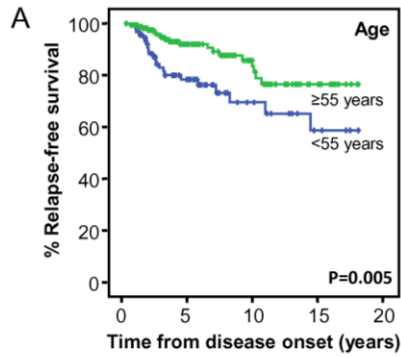 A
Age
% Relapse-free survival
100
80
60
40
20
0
≥55 years
<55 years
P=0.005
0 5 10 15 20
Time from disease onset (years)